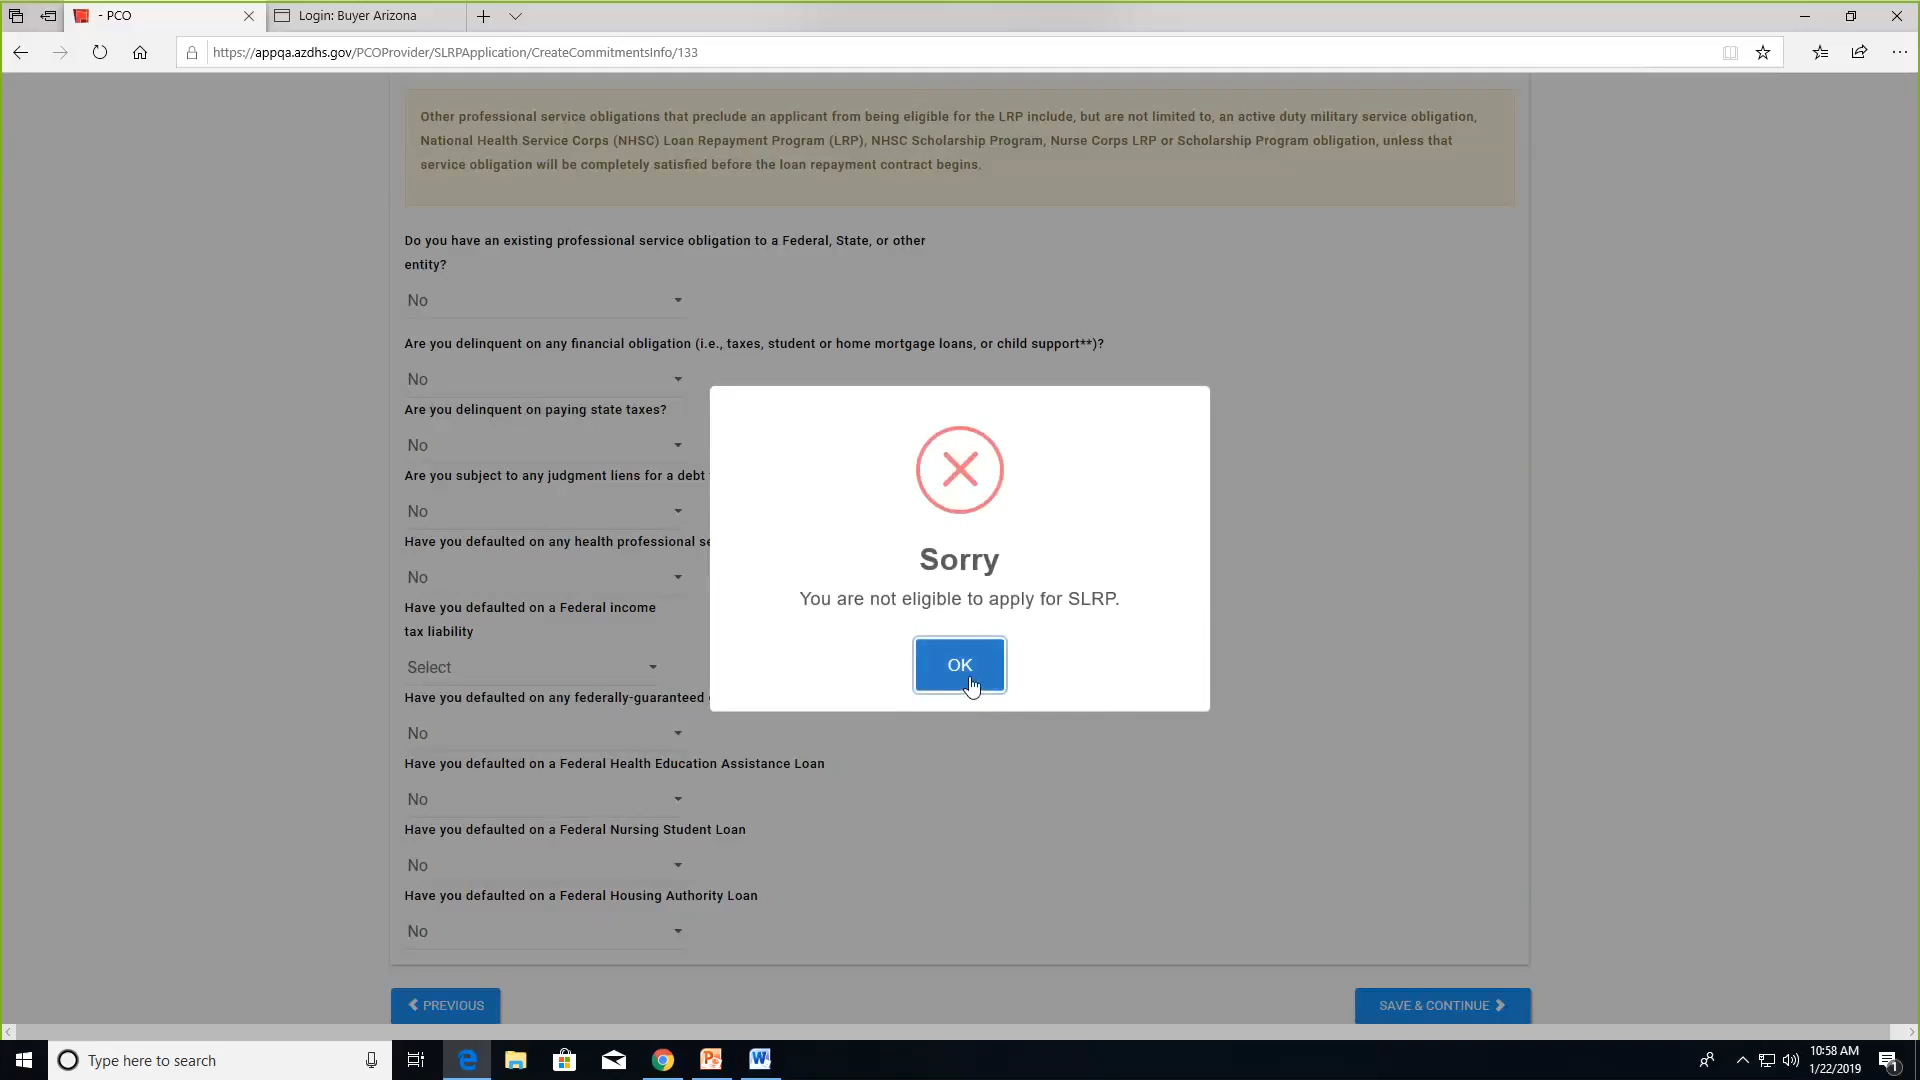 - PCO
Login: Buyer Arizona
https://appqa.azdhs.gov/PCOProvider/SLRPApplication/CreateCommitmentsInfo/133
Other professional service obligations that preclude an applicant from being eligible for the LRP include, but are not limited to, an active duty military service obligation,
National Health Service Corps (NHSC) Loan Repayment Program (LRP), NHSC Scholarship Program, Nurse Corps LRP or Scholarship Program obligation, unless that
service obligation will be completely satisfied before the loan repayment contract begins.
Do you have an existing professional service obligation to a Federal, State, or other
entity?
No
Are you delinquent on any financial obligation (i.e., taxes, student or home mortgage loans, or child support**)?
No
Are you delinquent on paying state taxes?
No
Are you subject to any judgment liens for a debt
No
Have you defaulted on any health professional se
No
Have you defaulted on a Federal income
tax liability
Select
Have you defaulted on any federally-guaranteed
No
Have you defaulted on a Federal Health Education Assistance Loan
No
Have you defaulted on a Federal Nursing Student Loan
No
Have you defaulted on a Federal Housing Authority Loan
No
Sorry
You are not eligible to apply for SLRP.
OK
PREVIOUS
SAVE & CONTINUE
Type here to search
10:58 AM
1/22/2019
1